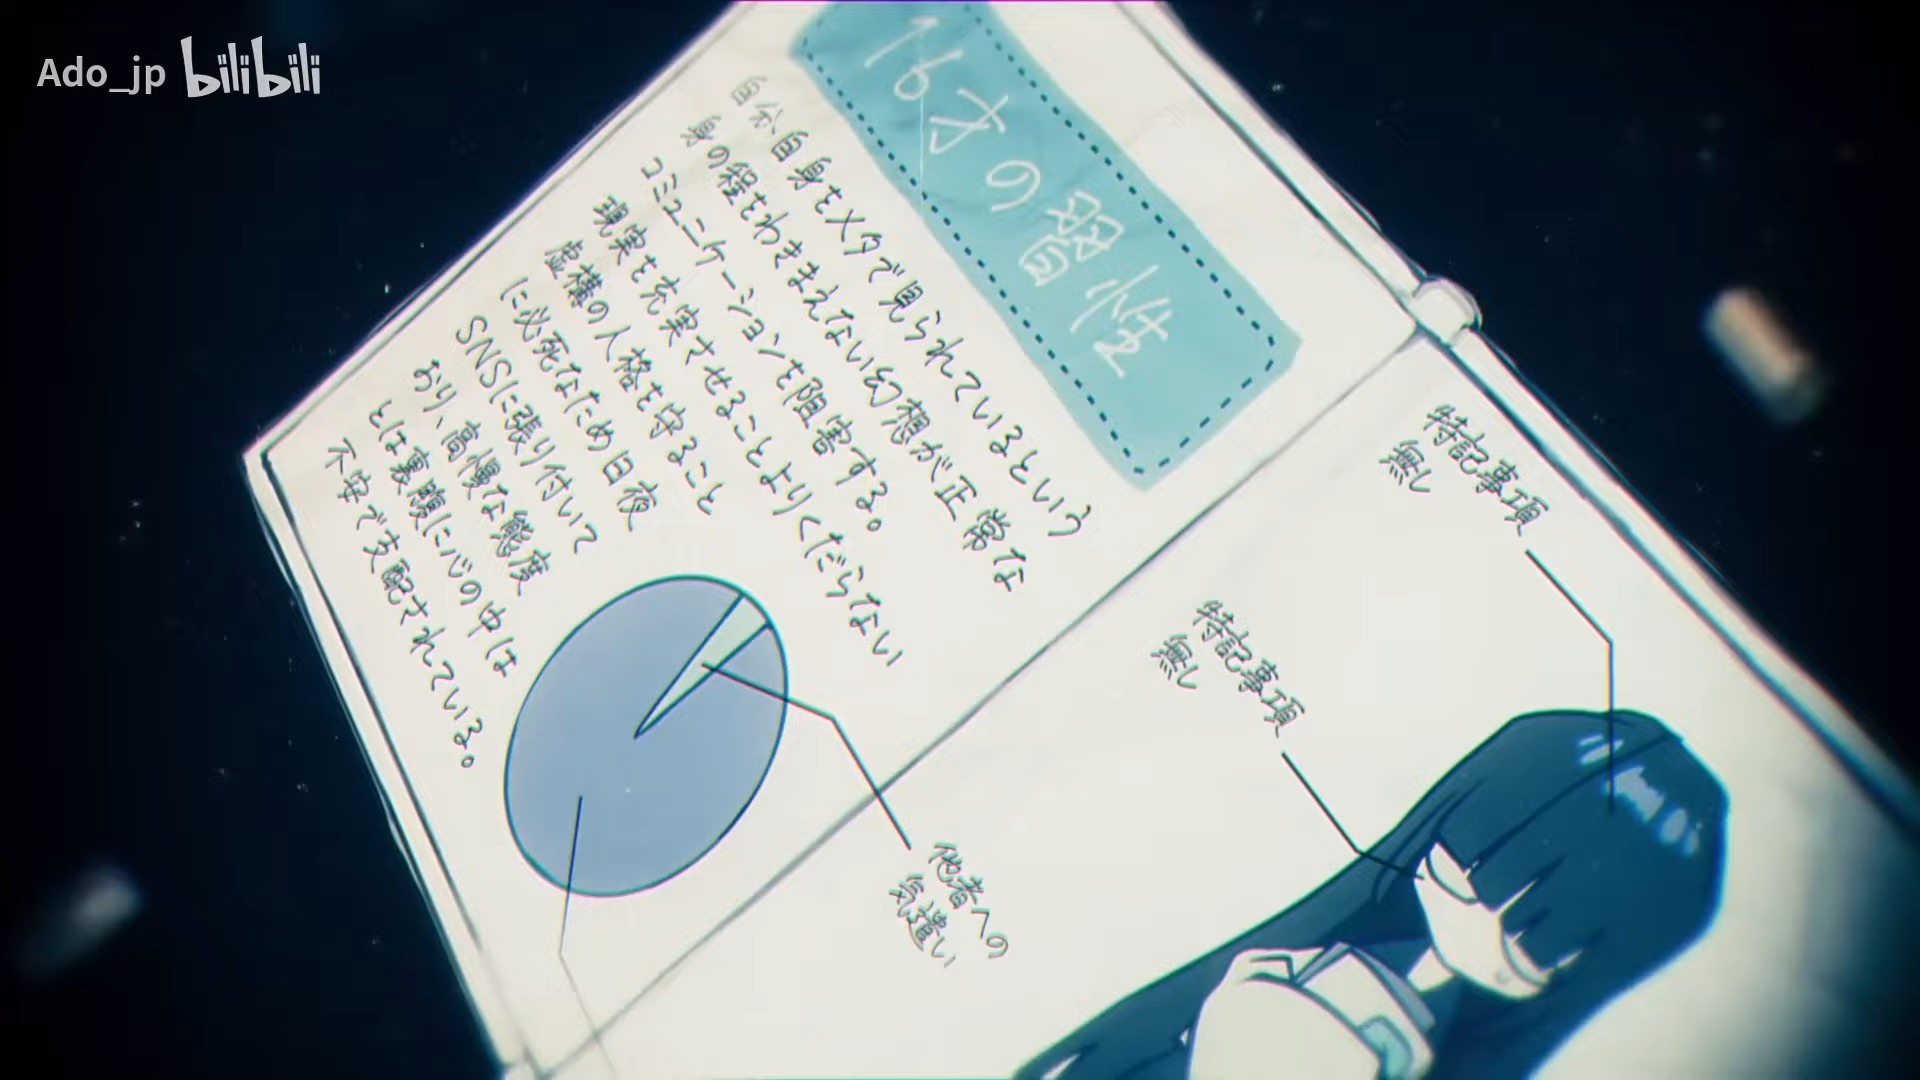 Ado_jp bilibili
16才の習性
自分自身をメタで見られているという
身の程をわきまえない幻想が正常な
コミュニケーションを阻害する。
現実を充実させることよりくだらない
虚構の人格を守ること
に必死なため日夜
SNSに張り付いて
おり、高慢な態度
とは裏腹に心の中は
不安で支配されている。
他者への
気遣い
特記事項
無し
特記事項
無し